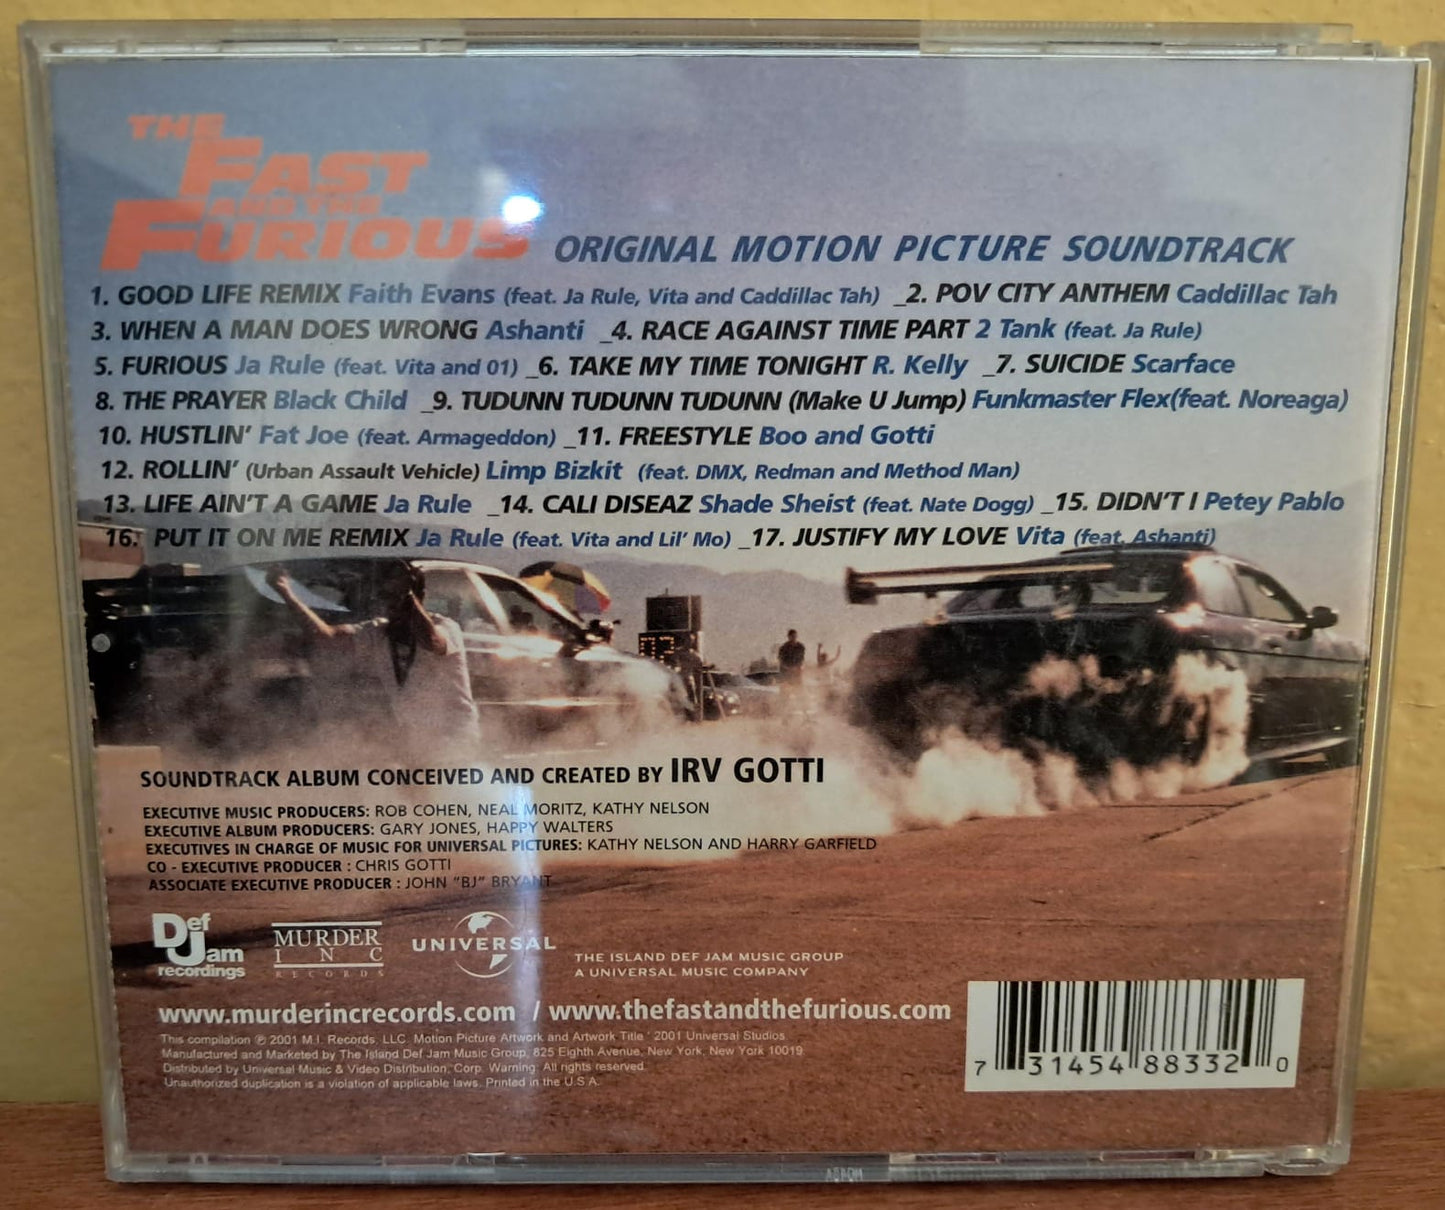 THE
FAST
AND THE
FURIOUS
ORIGINAL MOTION PICTURE SOUNDTRACK
1. GOOD LIFE REMIX Faith Evans (feat. Ja Rule, Vita and Caddillac Tah) _2. POV CITY ANTHEM Caddillac Tah
3. WHEN A MAN DOES WRONG Ashanti _4. RACE AGAINST TIME PART 2 Tank (feat. Ja Rule)
5. FURIOUS Ja Rule (feat. Vita and 01) _6. TAKE MY TIME TONIGHT R. Kelly _7. SUICIDE Scarface
8. THE PRAYER Black Child _9. TUDUNN TUDUNN TUDUNN (Make U Jump) Funkmaster Flex(feat. Noreaga)
10. HUSTLIN' Fat Joe (feat. Armageddon) _11. FREESTYLE Boo and Gotti
12. ROLLIN' (Urban Assault Vehicle) Limp Bizkit (feat. DMX, Redman and Method Man)
13. LIFE AIN'T A GAME Ja Rule _14. CALI DISEAZ Shade Sheist (feat. Nate Dogg) _15. DIDN'T I Petey Pablo
16. PUT IT ON ME REMIX Ja Rule (feat. Vita and Lil' Mo) _17. JUSTIFY MY LOVE Vita (feat. Ashanti)
SOUNDTRACK ALBUM CONCEIVED AND CREATED BY IRV GOTTI
EXECUTIVE MUSIC PRODUCERS: ROB COHEN, NEAL MORITZ, KATHY NELSON
EXECUTIVE ALBUM PRODUCERS: GARY JONES, HAPPY WALTERS
EXECUTIVES IN CHARGE OF MUSIC FOR UNIVERSAL PICTURES: KATHY NELSON AND HARRY GARFIELD
CO - EXECUTIVE PRODUCER : CHRIS GOTTI
ASSOCIATE EXECUTIVE PRODUCER : JOHN "BJ" BRYANT
Def
Jam
recordings
MURDER
INC
RECORDS
UNIVERSAL
THE ISLAND DEF JAM MUSIC GROUP
A UNIVERSAL MUSIC COMPANY
www.murderincrecords.com / www.thefastandthefurious.com
This compilation ℗ 2001 M.I. Records, LLC. Motion Picture Artwork and Artwork Title ' 2001 Universal Studios
Manufactured and Marketed by The Island Def Jam Music Group, 825 Eighth Avenue, New York, New York 10019
Distributed by Universal Music & Video Distribution, Corp. Warning: All rights reserved.
Unauthorized duplication is a violation of applicable laws. Printed in the U.S.A.
7 31454 88332 0